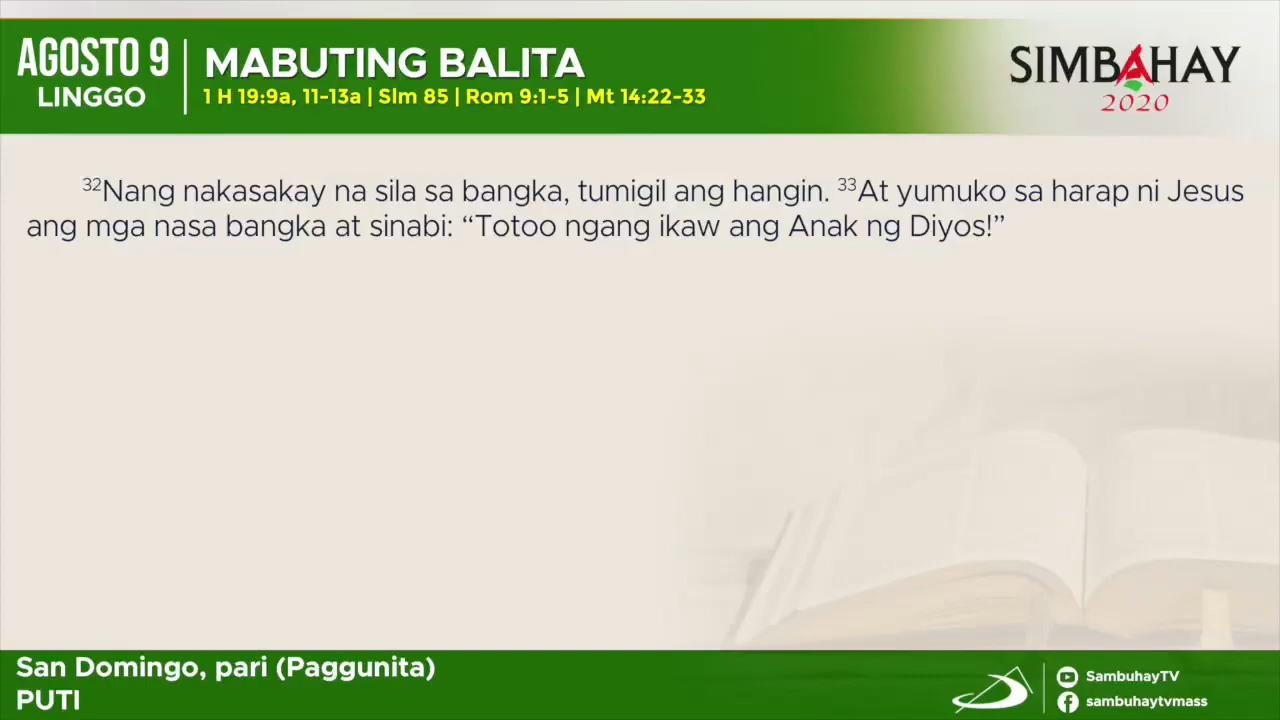 AGOSTO 9
LINGGO
MABUTING BALITA
1 H 19:9a, 11-13a | Slm 85 | Rom 9:1-5 | Mt 14:22-33
SIMBAHAY
2020
³²Nang nakasakay na sila sa bangka, tumigil ang hangin. ³³At yumuko sa harap ni Jesus
ang mga nasa bangka at sinabi: “Totoo ngang ikaw ang Anak ng Diyos!”
San Domingo, pari (Paggunita)
PUTI
SambuhayTV
sambuhaytvmass